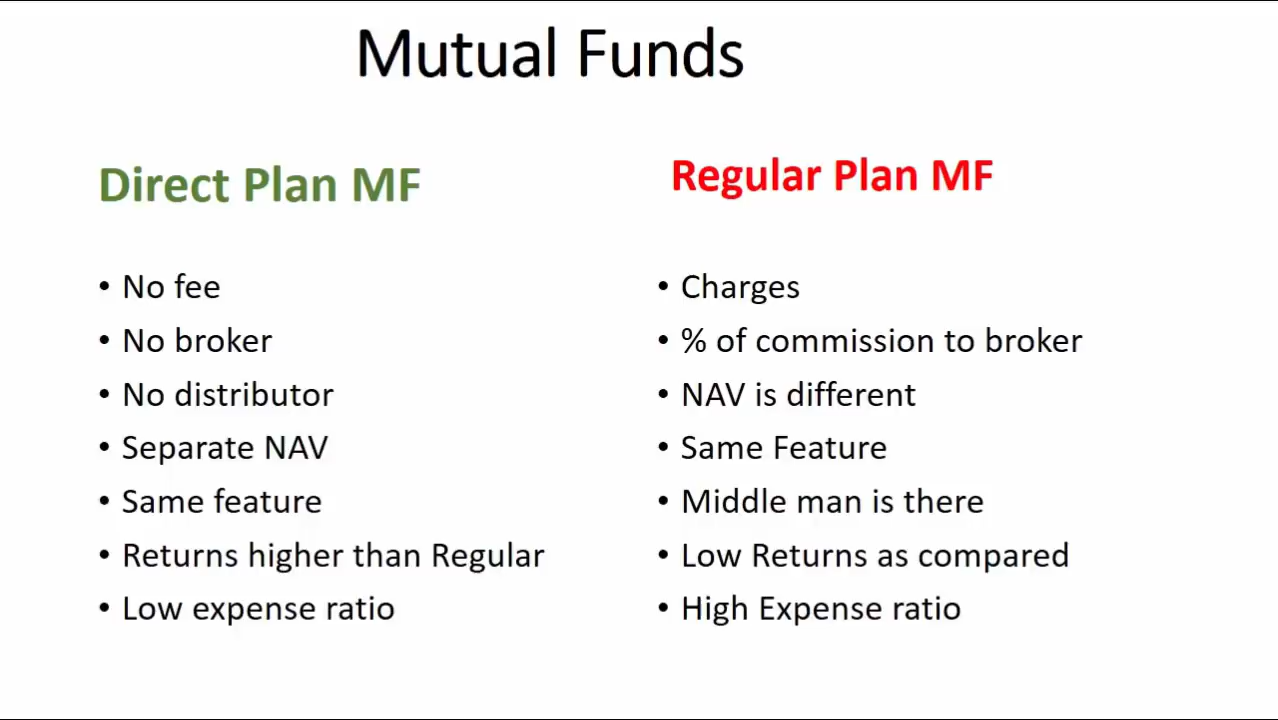 Mutual Funds
Direct Plan MF
• No fee
• No broker
• No distributor
• Separate NAV
• Same feature
• Returns higher than Regular
• Low expense ratio
Regular Plan MF
• Charges
• % of commission to broker
• NAV is different
• Same Feature
• Middle man is there
• Low Returns as compared
• High Expense ratio